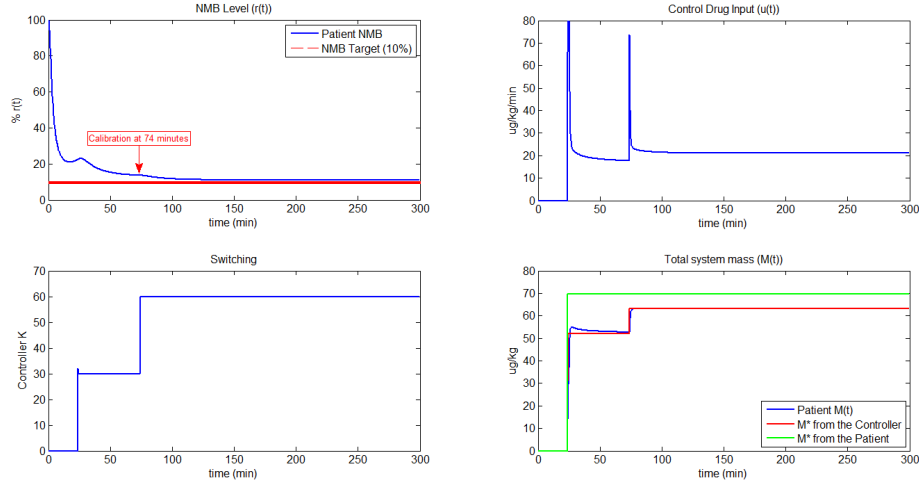 NMB Level (r(t))
% r(t)
100
80
60
40
20
0
Patient NMB
NMB Target (10%)
Calibration at 74 minutes
0 50 100 150 200 250 300
time (min)
Control Drug Input (u(t))
ug/kg/min
80
70
60
50
40
30
20
10
0
0 50 100 150 200 250 300
time (min)
Switching
Controller K
70
60
50
40
30
20
10
0
0 50 100 150 200 250 300
time (min)
Total system mass (M(t))
ug/kg
80
70
60
50
40
30
20
10
0
Patient M(t)
M* from the Controller
M* from the Patient
0 50 100 150 200 250 300
time (min)